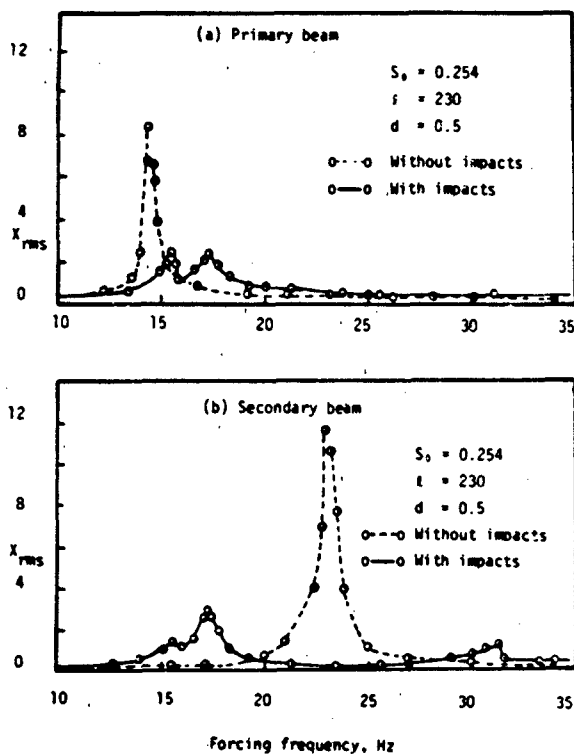 (a) Primary beam
12
8
4
0
X rms
S₀ = 0.254
ℓ = 230
d = 0.5
Without impacts
With impacts
10 15 20 25 30 35
(b) Secondary beam
12
8
4
0
X rms
S₀ = 0.254
ℓ = 230
d = 0.5
Without impacts
With impacts
10 15 20 25 30 35
Forcing frequency, Hz